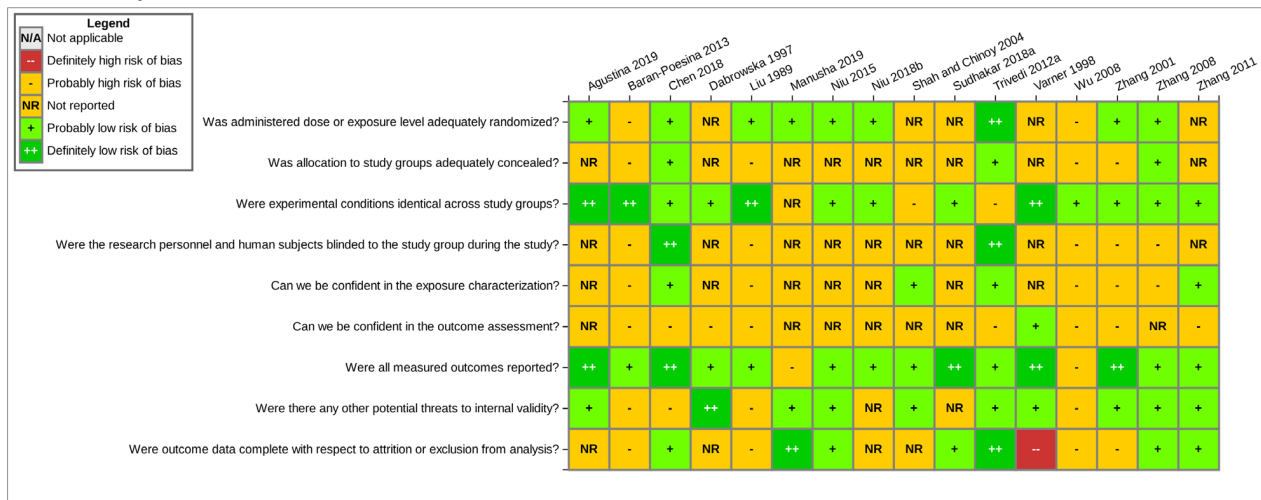 Legend
N/A Not applicable
-- Definitely high risk of bias
- Probably high risk of bias
NR Not reported
+ Probably low risk of bias
++ Definitely low risk of bias
Agustina 2019
Baran-Poesina 2013
Chen 2018
Dabrowska 1997
Liu 1989
Manusha 2019
Niu 2015
Niu 2018b
Shah and Chinoy 2004
Sudhakar 2018a
Trivedi 2012a
Varner 1998
Wu 2008
Zhang 2001
Zhang 2008
Zhang 2011
Was administered dose or exposure level adequately randomized? + - + NR + + + + NR NR ++ NR - + + NR
Was allocation to study groups adequately concealed? NR - + NR - NR NR NR NR NR + NR - - + NR
Were experimental conditions identical across study groups? ++ ++ + + ++ NR + + - + - ++ + + + +
Were the research personnel and human subjects blinded to the study group during the study? NR - ++ NR - NR NR NR NR NR ++ NR - - - NR
Can we be confident in the exposure characterization? NR - + NR - NR NR NR + NR + NR - - - +
Can we be confident in the outcome assessment? NR - - - - NR NR NR NR NR - + - - NR -
Were all measured outcomes reported? ++ + ++ + + - + + + ++ + ++ - ++ + +
Were there any other potential threats to internal validity? + - - ++ - + + NR + NR + + - + + +
Were outcome data complete with respect to attrition or exclusion from analysis? NR - + NR - ++ + NR NR + ++ -- - - + +